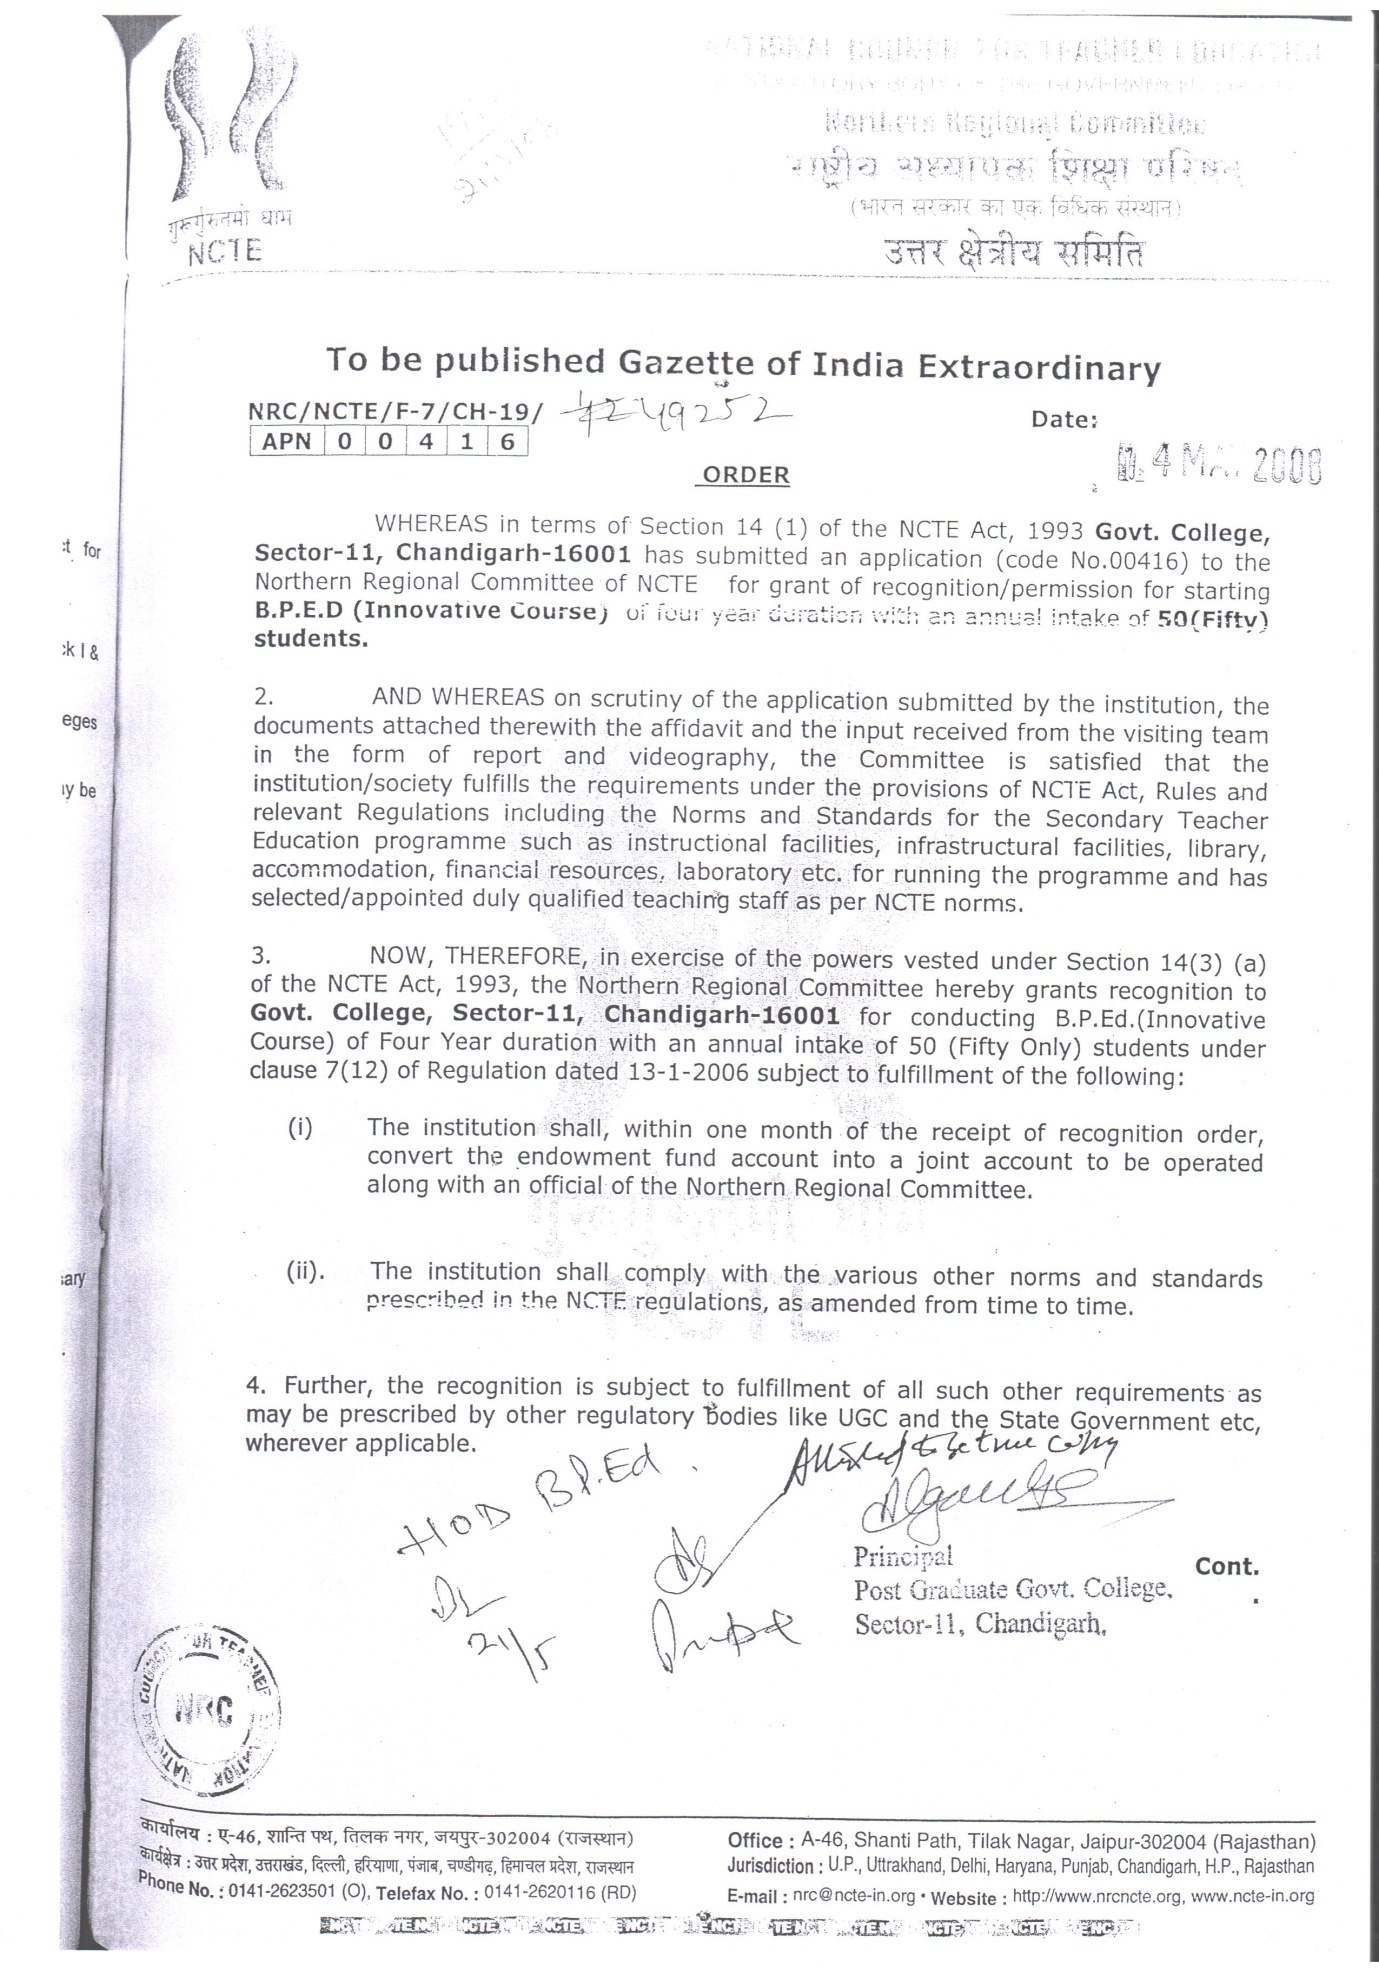 NATIONAL COUNCIL FOR TEACHER EDUCATION
Northern Regional Committee
राष्ट्रीय अध्यापक शिक्षा परिषद्
(भारत सरकार का एक विधिक संस्थान)
उत्तर क्षेत्रीय समिति
गुरुर्गुरुतमो धाम
NCTE
To be published Gazette of India Extraordinary
NRC/NCTE/F-7/CH-19/ 49252
Date:
APN 0 0 4 1 6
ORDER
WHEREAS in terms of Section 14 (1) of the NCTE Act, 1993 Govt. College,
Sector-11, Chandigarh-16001 has submitted an application (code No.00416) to the
Northern Regional Committee of NCTE for grant of recognition/permission for starting
B.P.E.D (Innovative Course) of four year duration with an annual intake of 50(Fifty)
students.
2. AND WHEREAS on scrutiny of the application submitted by the institution, the
documents attached therewith the affidavit and the input received from the visiting team
in the form of report and videography, the Committee is satisfied that the
institution/society fulfills the requirements under the provisions of NCTE Act, Rules and
relevant Regulations including the Norms and Standards for the Secondary Teacher
Education programme such as instructional facilities, infrastructural facilities, library,
accommodation, financial resources, laboratory etc. for running the programme and has
selected/appointed duly qualified teaching staff as per NCTE norms.
3. NOW, THEREFORE, in exercise of the powers vested under Section 14(3) (a)
of the NCTE Act, 1993, the Northern Regional Committee hereby grants recognition to
Govt. College, Sector-11, Chandigarh-16001 for conducting B.P.Ed.(Innovative
Course) of Four Year duration with an annual intake of 50 (Fifty Only) students under
clause 7(12) of Regulation dated 13-1-2006 subject to fulfillment of the following:
(i) The institution shall, within one month of the receipt of recognition order,
convert the endowment fund account into a joint account to be operated
along with an official of the Northern Regional Committee.
(ii). The institution shall comply with the various other norms and standards
prescribed in the NCTE regulations, as amended from time to time.
4. Further, the recognition is subject to fulfillment of all such other requirements as
may be prescribed by other regulatory bodies like UGC and the State Government etc,
wherever applicable.
Attested to be true copy
HOD B.P.Ed
21/5
Principal
Post Graduate Govt. College,
Sector-11, Chandigarh.
Cont.
NATIONAL COUNCIL FOR TEACHER EDUCATION
NRC
कार्यालय : ए-46, शान्ति पथ, तिलक नगर, जयपुर-302004 (राजस्थान)
कार्यक्षेत्र : उत्तर प्रदेश, उत्तराखंड, दिल्ली, हरियाणा, पंजाब, चण्डीगढ़, हिमाचल प्रदेश, राजस्थान
Phone No. : 0141-2623501 (O), Telefax No. : 0141-2620116 (RD)
Office : A-46, Shanti Path, Tilak Nagar, Jaipur-302004 (Rajasthan)
Jurisdiction : U.P., Uttrakhand, Delhi, Haryana, Punjab, Chandigarh, H.P., Rajasthan
E-mail : nrc@ncte-in.org • Website : http://www.nrcncte.org, www.ncte-in.org